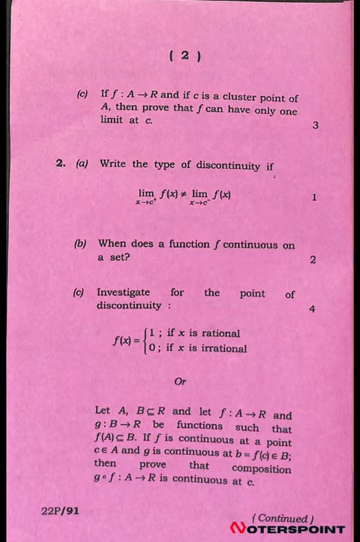 ( 2 )
(c) If f : A → R and if c is a cluster point of
A, then prove that f can have only one
limit at c.
3
2. (a) Write the type of discontinuity if
lim f(x) ≠ lim f(x)
x→c⁺ x→c⁻
1
(b) When does a function f continuous on
a set?
2
(c) Investigate for the point of
discontinuity :
4
f(x) = {1 ; if x is rational
0 ; if x is irrational
Or
Let A, B ⊆ R and let f : A → R and
g : B → R be functions such that
f(A) ⊆ B. If f is continuous at a point
c ∈ A and g is continuous at b = f(c) ∈ B;
then prove that composition
g ∘ f : A → R is continuous at c.
22P/91
( Continued )
NOTERSPOINT